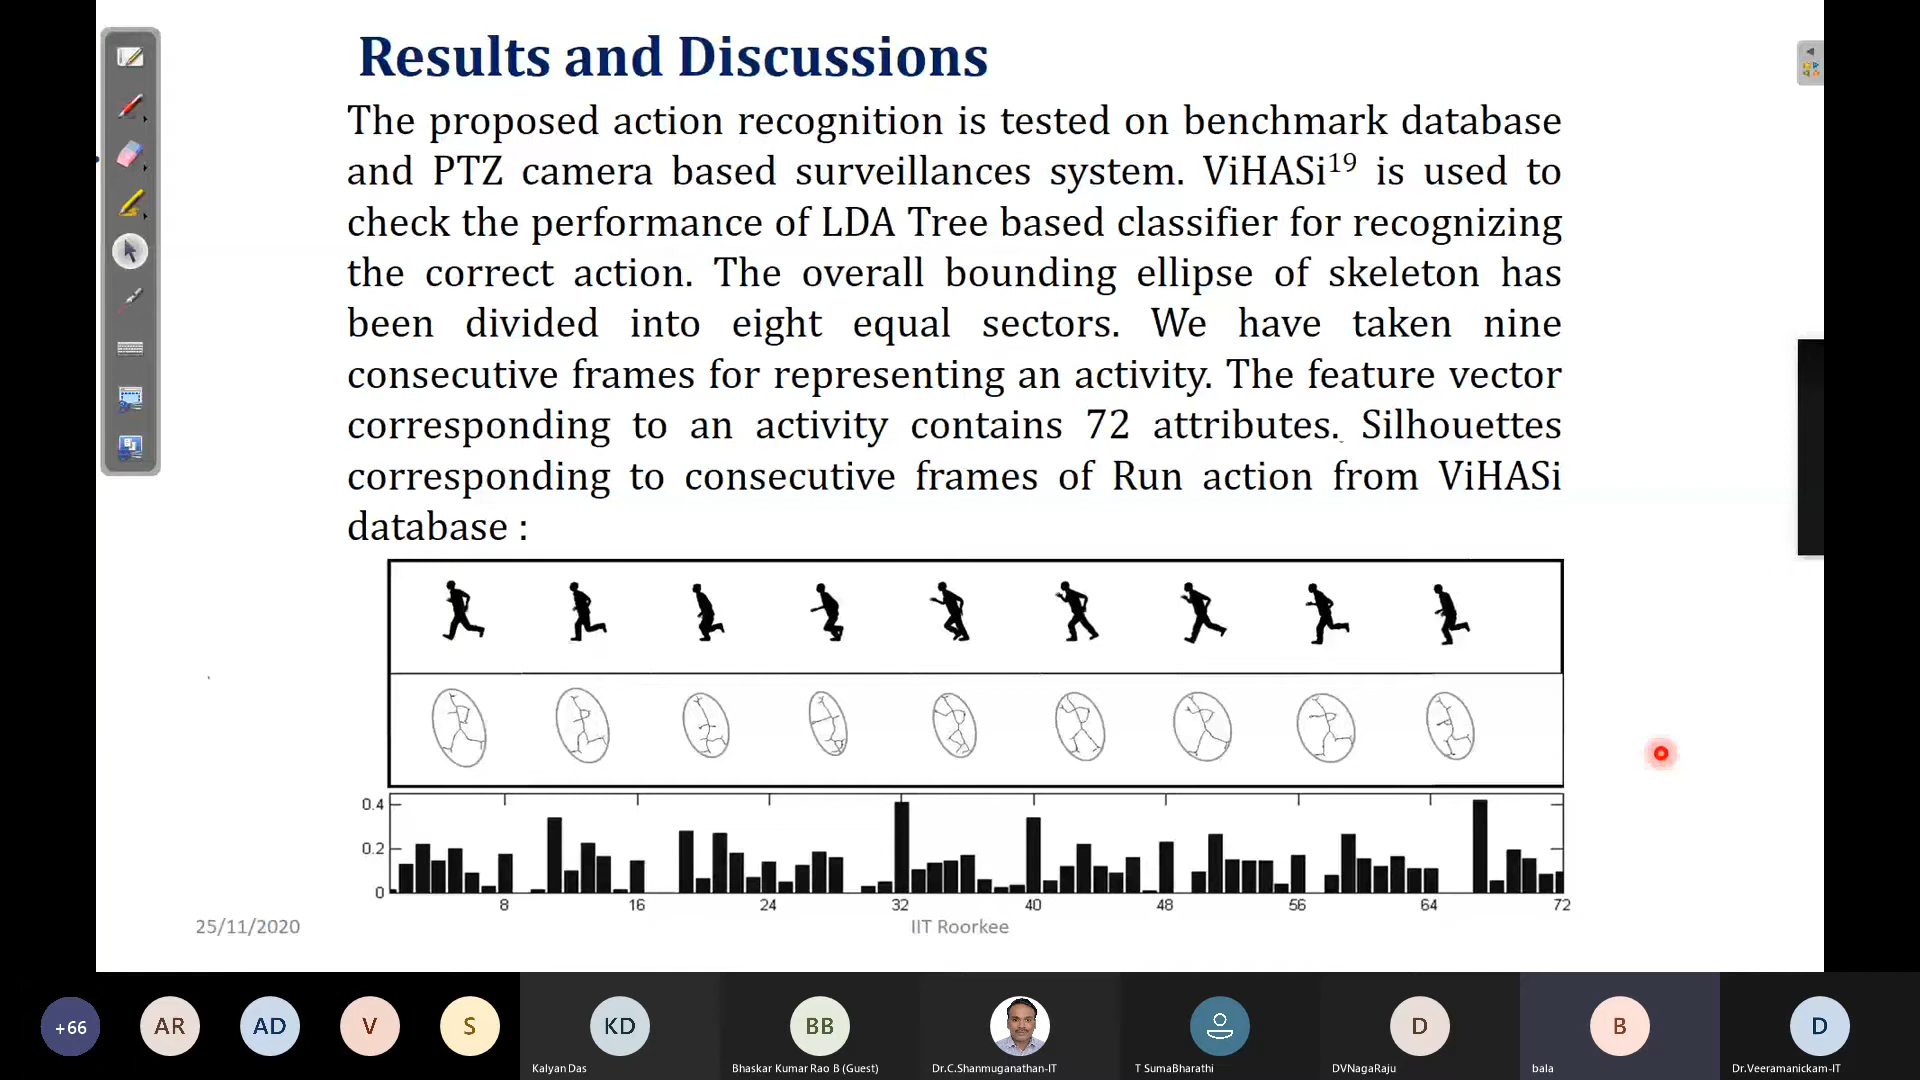 Results and Discussions
The proposed action recognition is tested on benchmark database
and PTZ camera based surveillances system. ViHASi19 is used to
check the performance of LDA Tree based classifier for recognizing
the correct action. The overall bounding ellipse of skeleton has
been divided into eight equal sectors. We have taken nine
consecutive frames for representing an activity. The feature vector
corresponding to an activity contains 72 attributes. Silhouettes
corresponding to consecutive frames of Run action from ViHASi
database :
0.4
0.2
0
8 16 24 32 40 48 56 64 72
25/11/2020 IIT Roorkee
+66 AR AD V S KD BB D B D
Kalyan Das Bhaskar Kumar Rao B (Guest) Dr.C.Shanmuganathan-IT T SumaBharathi DVNagaRaju bala Dr.Veeramanickam-IT